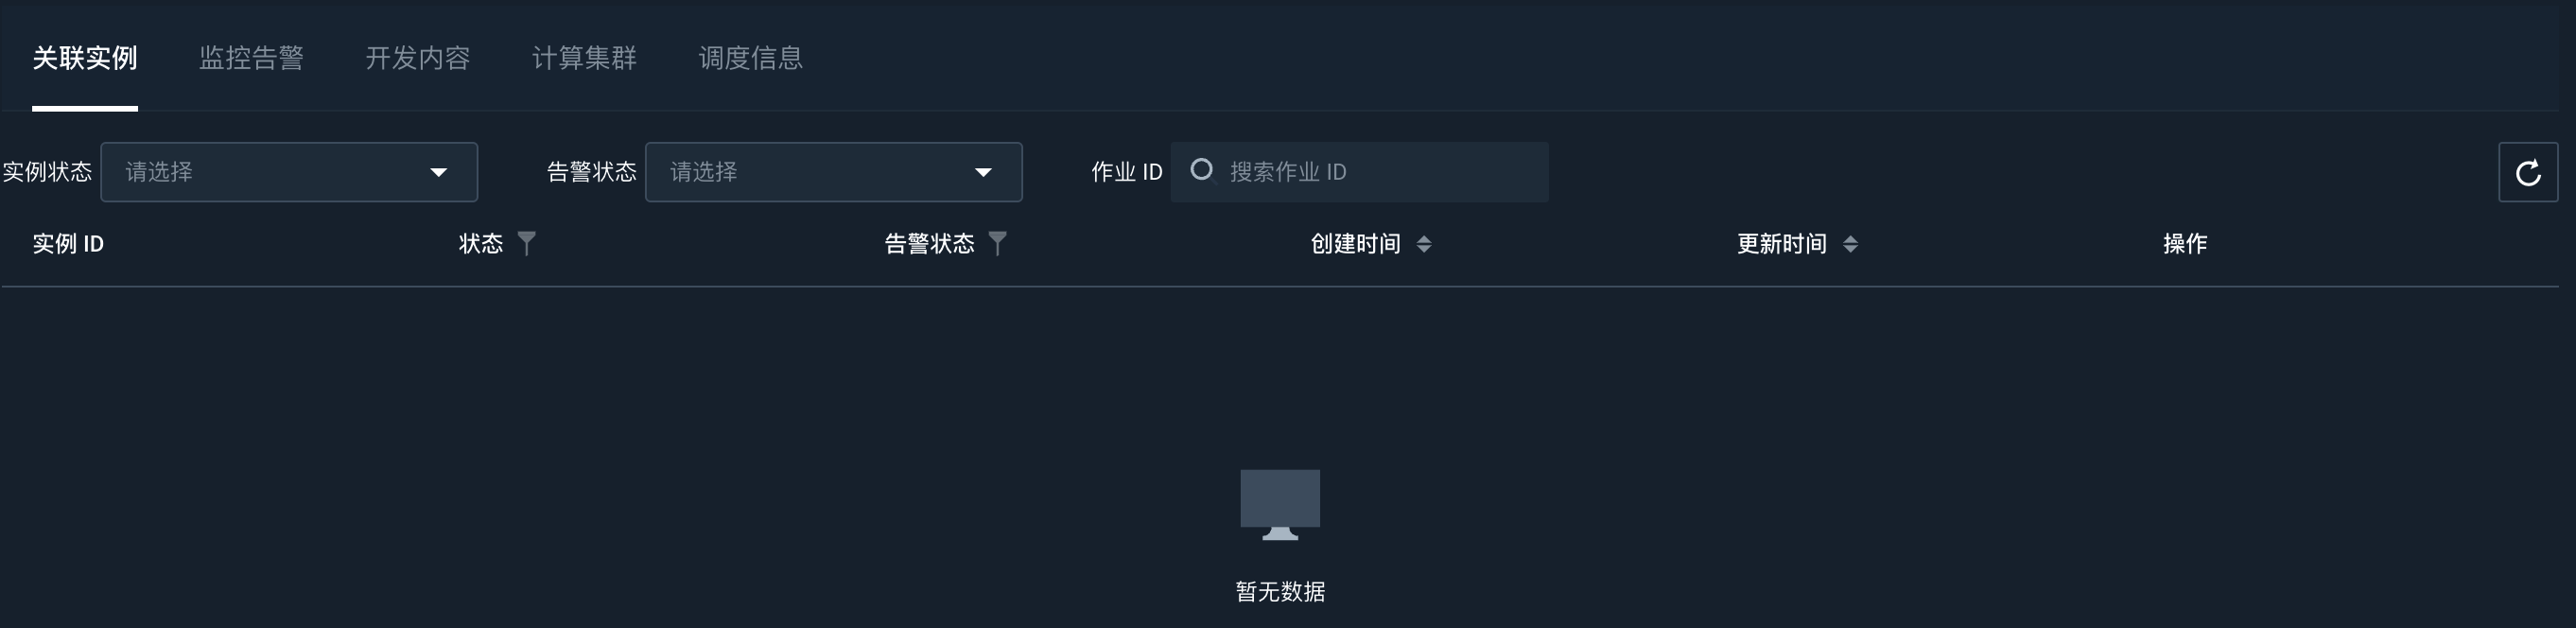 关联实例 监控告警 开发内容 计算集群 调度信息
实例状态 请选择 告警状态 请选择 作业 ID 搜索作业 ID
实例 ID 状态 告警状态 创建时间 更新时间 操作
暂无数据